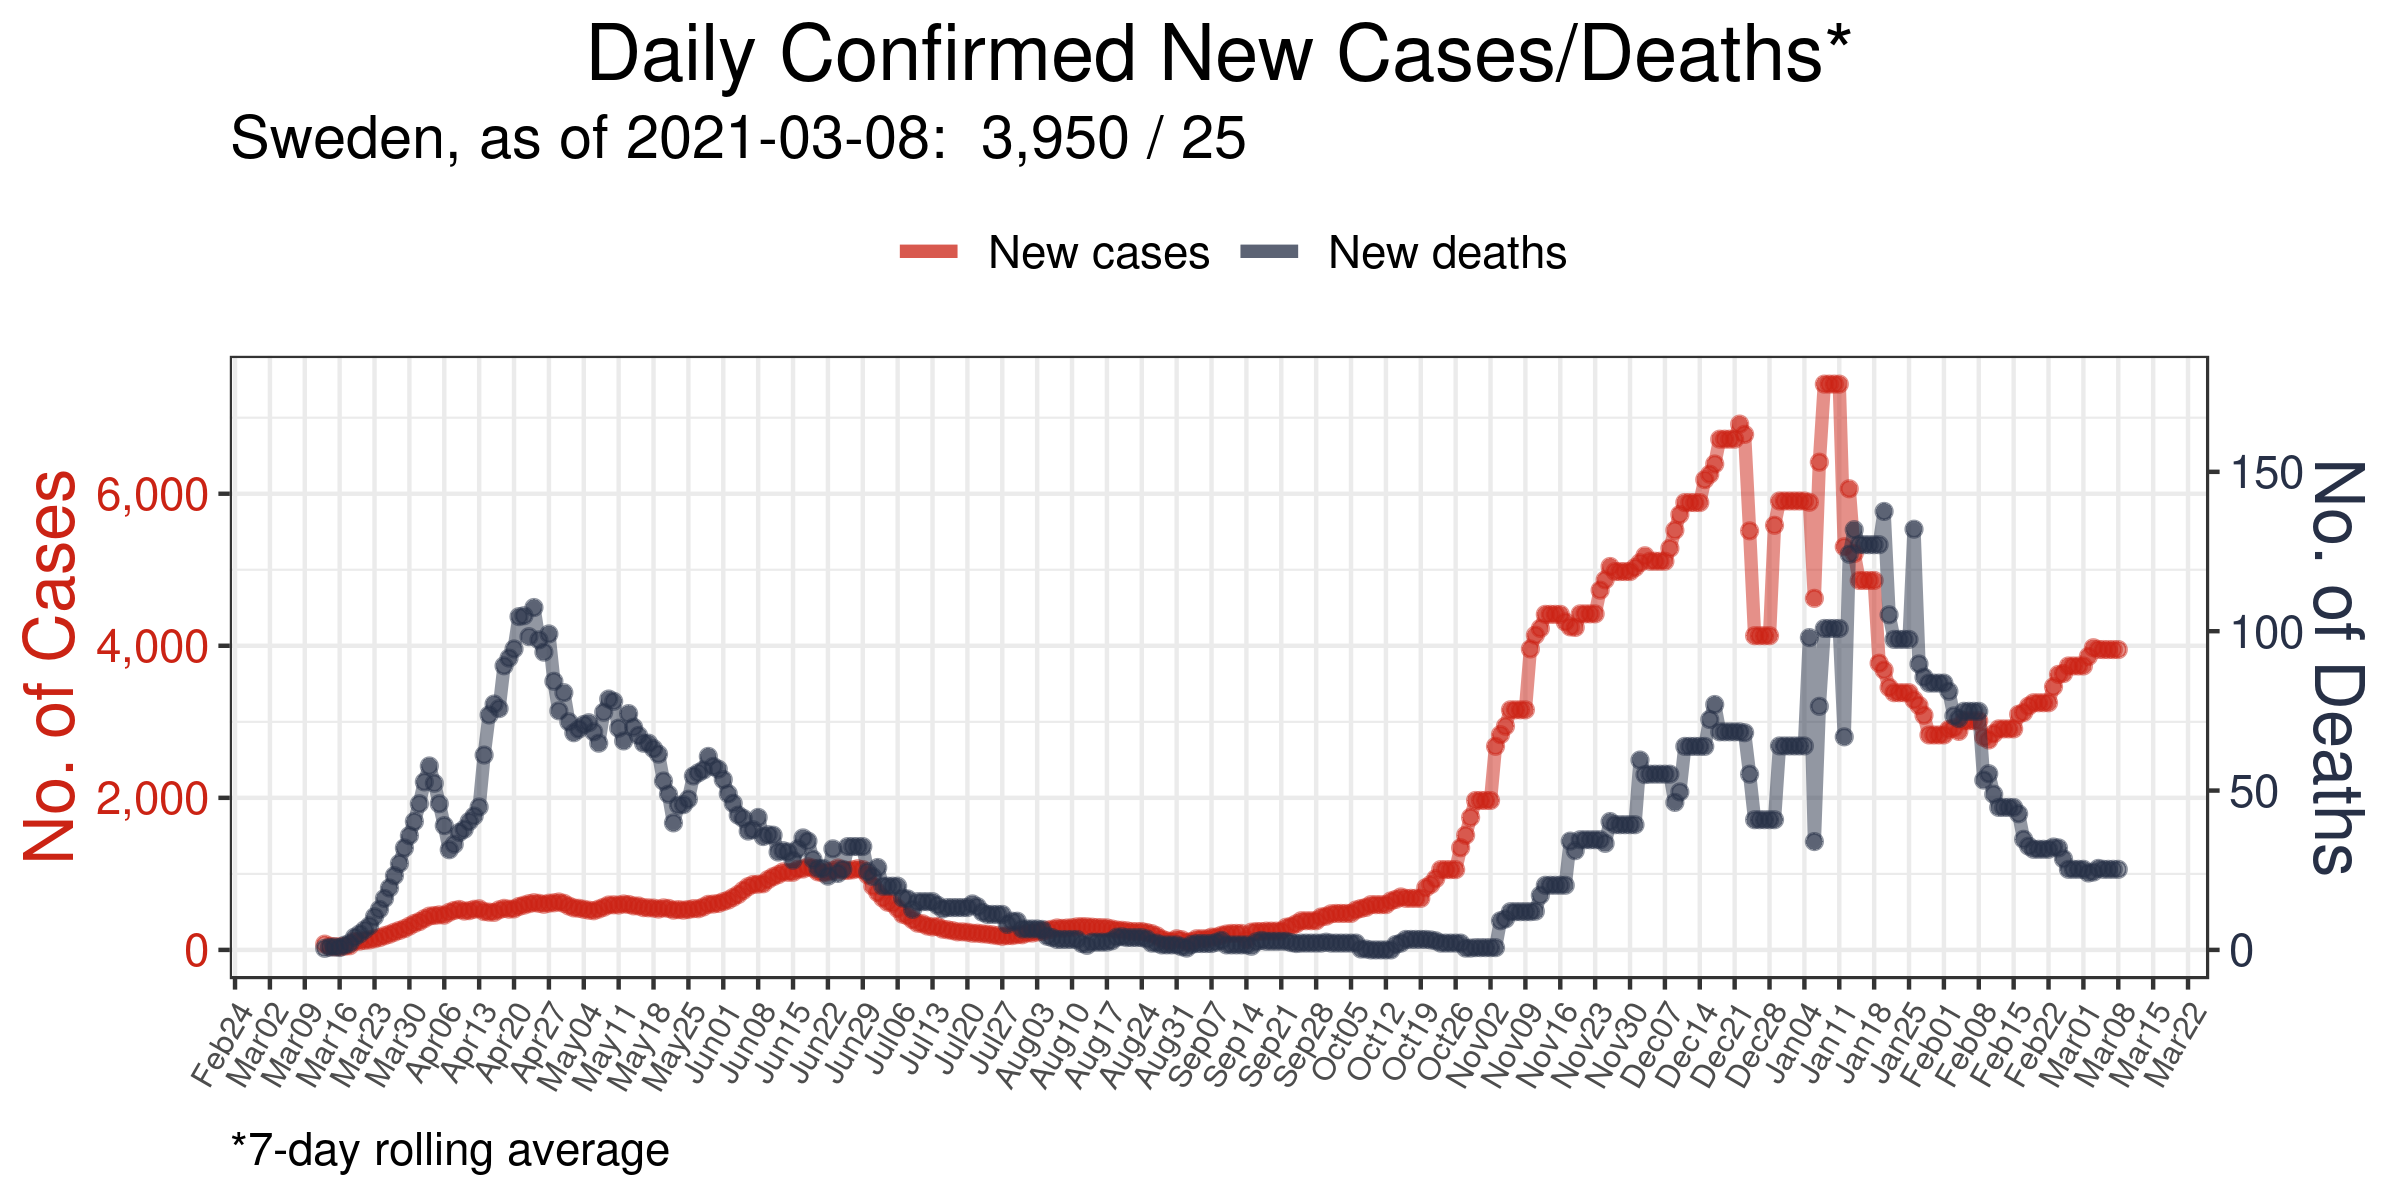 Daily Confirmed New Cases/Deaths*
Sweden, as of 2021-03-08:  3,950 / 25
New cases
New deaths
No. of Cases
6,000
4,000
2,000
0
150
100
50
0
No. of Deaths
Feb24
Mar02
Mar09
Mar16
Mar23
Mar30
Apr06
Apr13
Apr20
Apr27
May04
May11
May18
May25
Jun01
Jun08
Jun15
Jun22
Jun29
Jul06
Jul13
Jul20
Jul27
Aug03
Aug10
Aug17
Aug24
Aug31
Sep07
Sep14
Sep21
Sep28
Oct05
Oct12
Oct19
Oct26
Nov02
Nov09
Nov16
Nov23
Nov30
Dec07
Dec14
Dec21
Dec28
Jan04
Jan11
Jan18
Jan25
Feb01
Feb08
Feb15
Feb22
Mar01
Mar08
Mar15
Mar22
*7-day rolling average